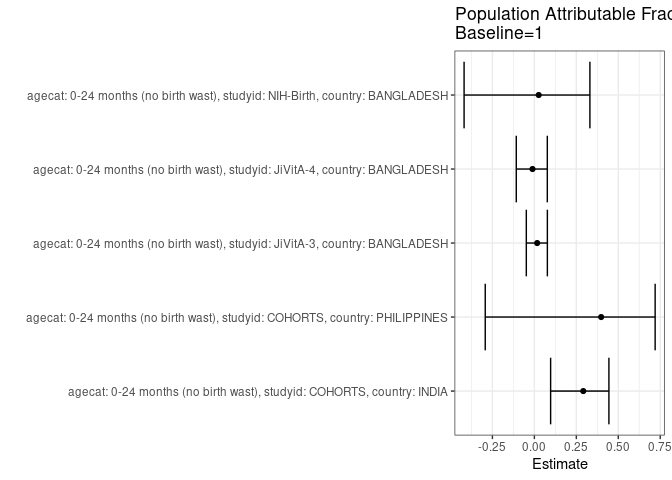 Population Attributable
Baseline=1
agecat: 0-24 months (no birth wast), studyid: NIH-Birth, country: BANGLADESH
agecat: 0-24 months (no birth wast), studyid: JiVitA-4, country: BANGLADESH
agecat: 0-24 months (no birth wast), studyid: JiVitA-3, country: BANGLADESH
agecat: 0-24 months (no birth wast), studyid: COHORTS, country: PHILIPPINES
agecat: 0-24 months (no birth wast), studyid: COHORTS, country: INDIA
-0.25 0.00 0.25 0.50 0.75
Estimate